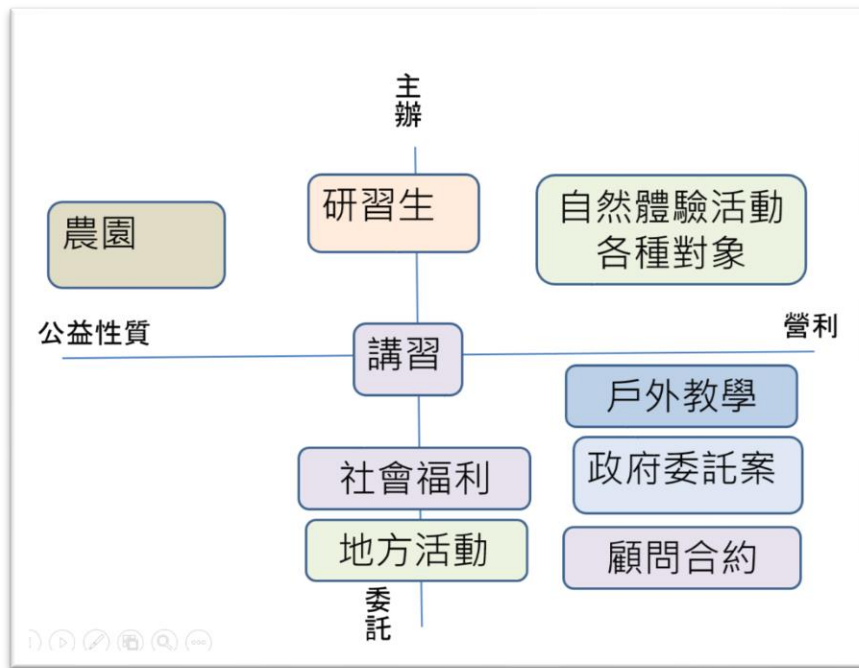 主辦
農園
研習生
自然體驗活動
各種對象
公益性質
營利
講習
戶外教學
社會福利
政府委託案
地方活動
顧問合約
委託